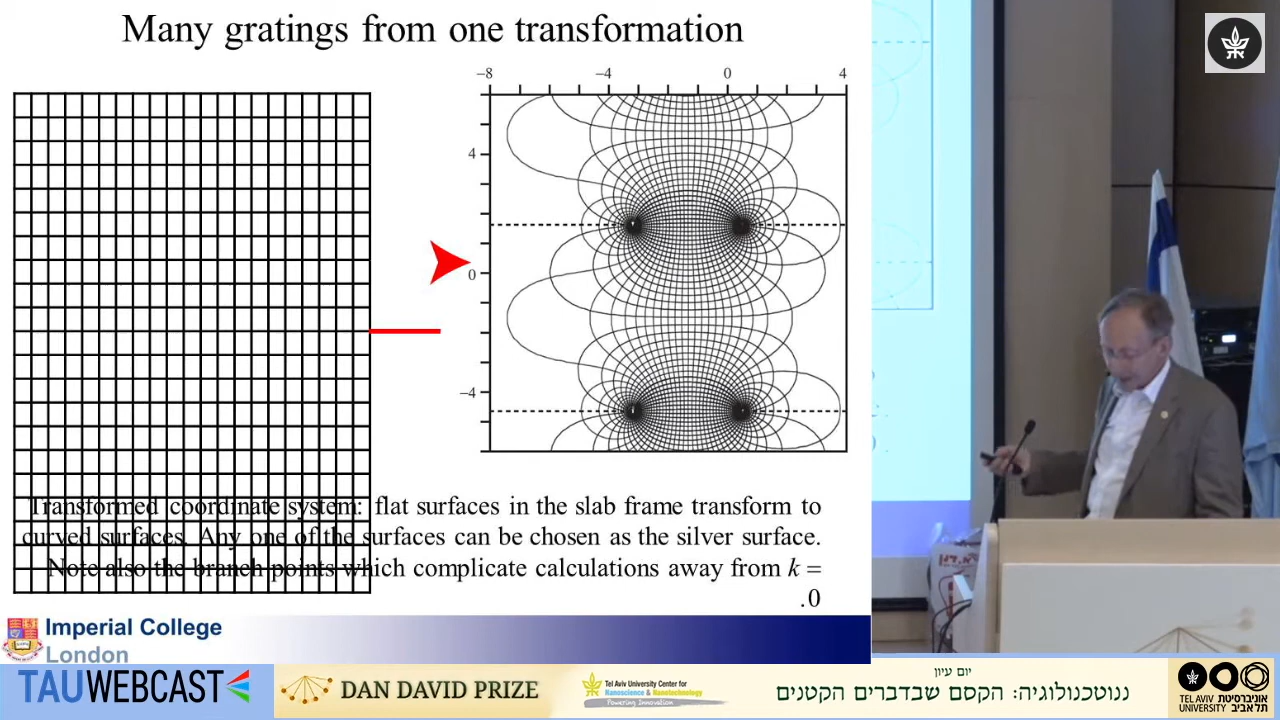 Many gratings from one transformation
−8 −4 0 4
4
0
−4
Transformed coordinate system: flat surfaces in the slab frame transform to
curved surfaces. Any one of the surfaces can be chosen as the silver surface.
Note also the branch points which complicate calculations away from k =
.0
Imperial College
London
TAUWEBCAST
DAN DAVID PRIZE
Tel Aviv University Center for
Nanoscience & Nanotechnology
Powering Innovation
יום עיון
ננוטכנולוגיה: הקסם שבדברים הקטנים
TEL AVIV אוניברסיטת
UNIVERSITY תל אביב